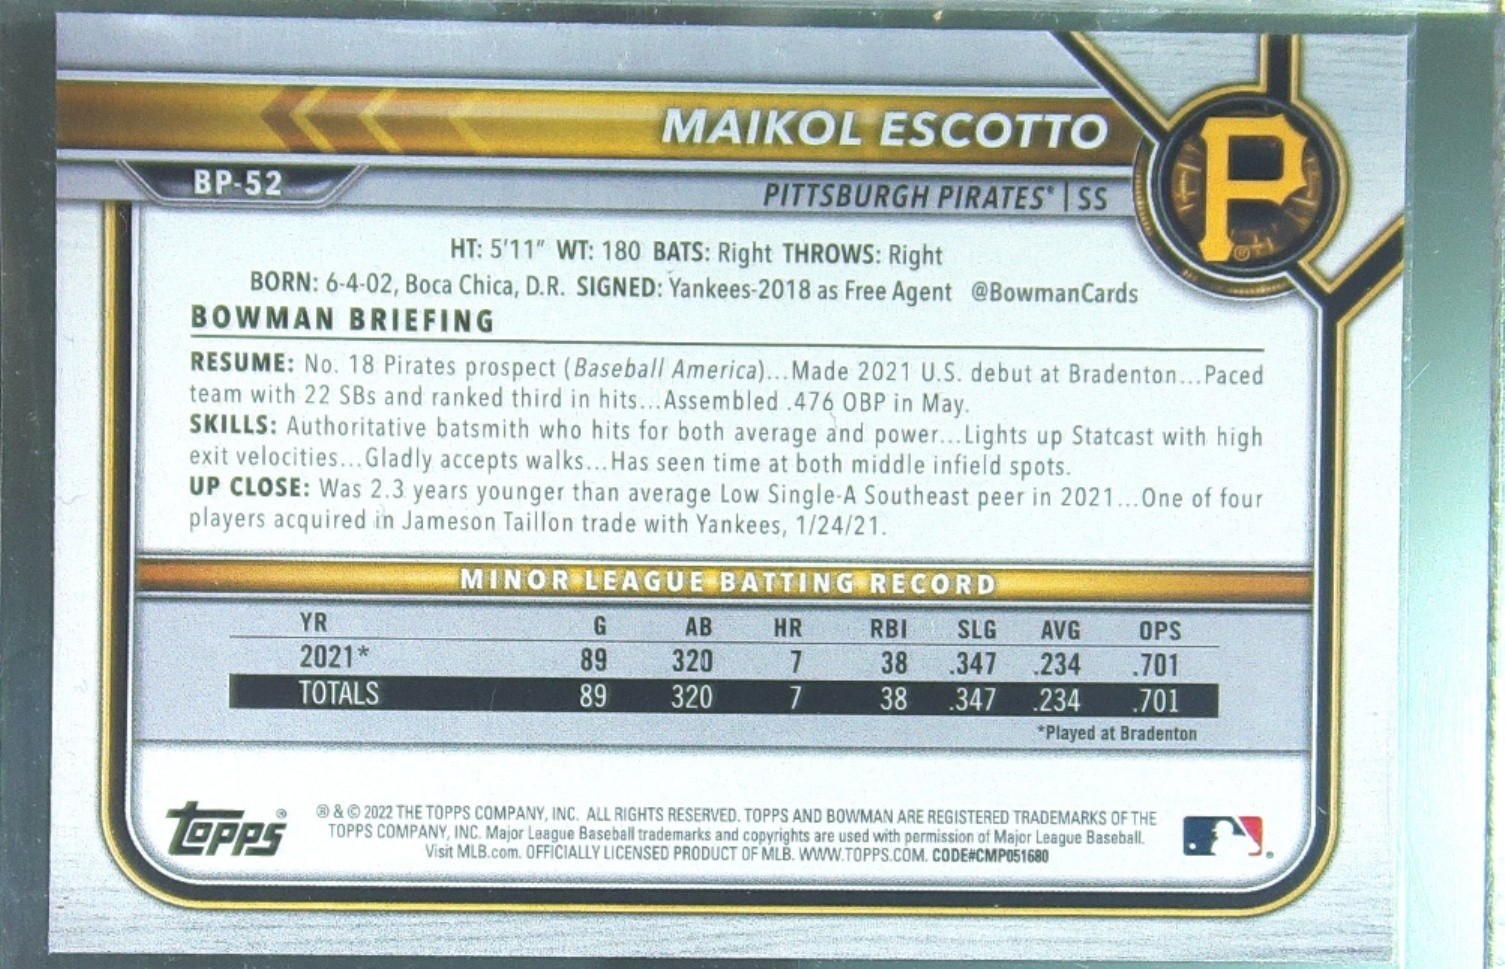 MAIKOL ESCOTTO
BP-52
PITTSBURGH PIRATES® | SS
P
HT: 5'11" WT: 180 BATS: Right THROWS: Right
BORN: 6-4-02, Boca Chica, D.R. SIGNED: Yankees-2018 as Free Agent @BowmanCards
BOWMAN BRIEFING
RESUME: No. 18 Pirates prospect (Baseball America)...Made 2021 U.S. debut at Bradenton...Paced
team with 22 SBs and ranked third in hits...Assembled .476 OBP in May.
SKILLS: Authoritative batsmith who hits for both average and power...Lights up Statcast with high
exit velocities...Gladly accepts walks...Has seen time at both middle infield spots.
UP CLOSE: Was 2.3 years younger than average Low Single-A Southeast peer in 2021...One of four
players acquired in Jameson Taillon trade with Yankees, 1/24/21.
MINOR LEAGUE BATTING RECORD
YR G AB HR RBI SLG AVG OPS
2021* 89 320 7 38 .347 .234 .701
TOTALS 89 320 7 38 .347 .234 .701
*Played at Bradenton
topps®
® & © 2022 THE TOPPS COMPANY, INC. ALL RIGHTS RESERVED. TOPPS AND BOWMAN ARE REGISTERED TRADEMARKS OF THE
TOPPS COMPANY, INC. Major League Baseball trademarks and copyrights are used with permission of Major League Baseball.
Visit MLB.com. OFFICIALLY LICENSED PRODUCT OF MLB. WWW.TOPPS.COM. CODE#CMP051680